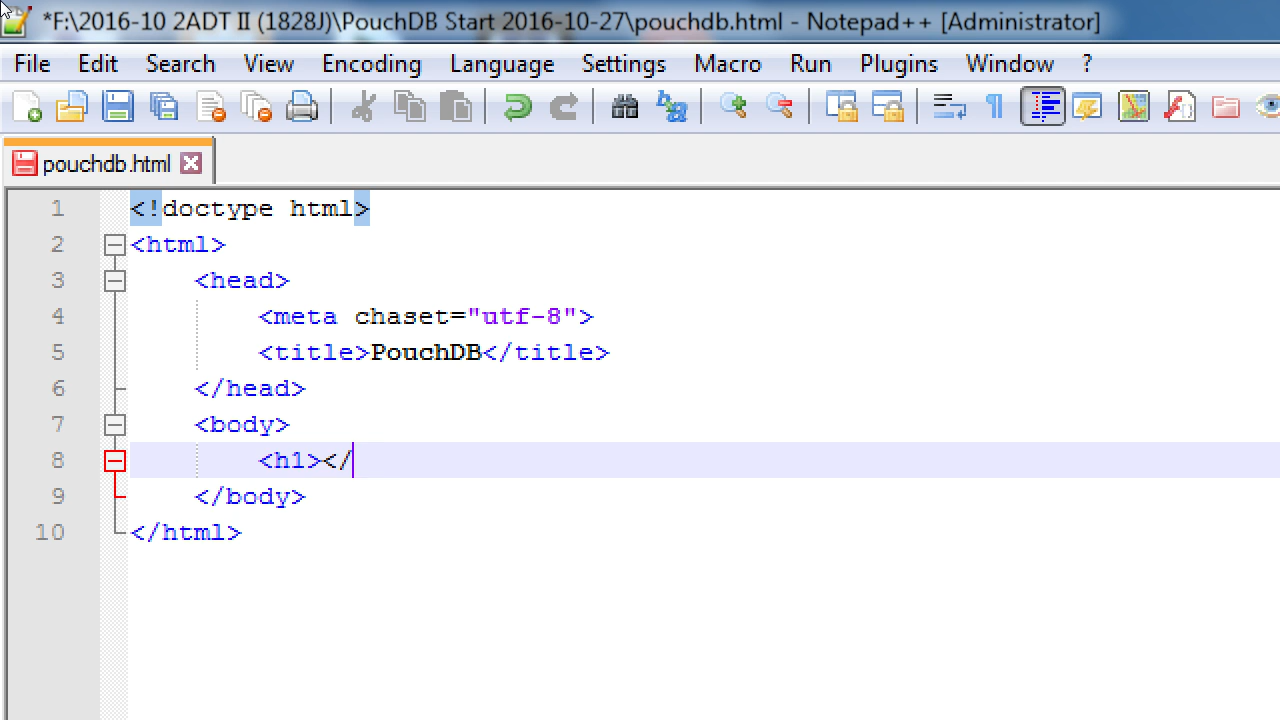 *F:\2016-10 2ADT II (1828J)\PouchDB Start 2016-10-27\pouchdb.html - Notepad++ [Administrator]
File Edit Search View Encoding Language Settings Macro Run Plugins Window ?
pouchdb.html
1 <!doctype html>
2 <html>
3 <head>
4 <meta chaset="utf-8">
5 <title>PouchDB</title>
6 </head>
7 <body>
8 <h1></
9 </body>
10 </html>